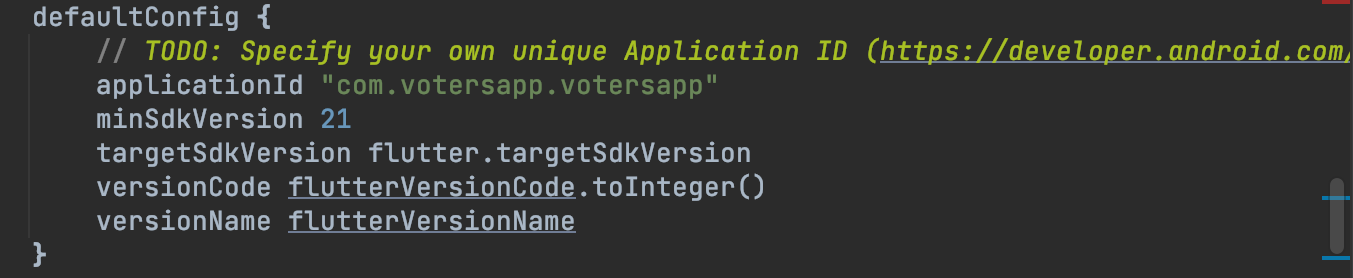 defaultConfig {
// TODO: Specify your own unique Application ID (https://developer.android.com/
applicationId "com.votersapp.votersapp"
minSdkVersion 21
targetSdkVersion flutter.targetSdkVersion
versionCode flutterVersionCode.toInteger()
versionName flutterVersionName
}